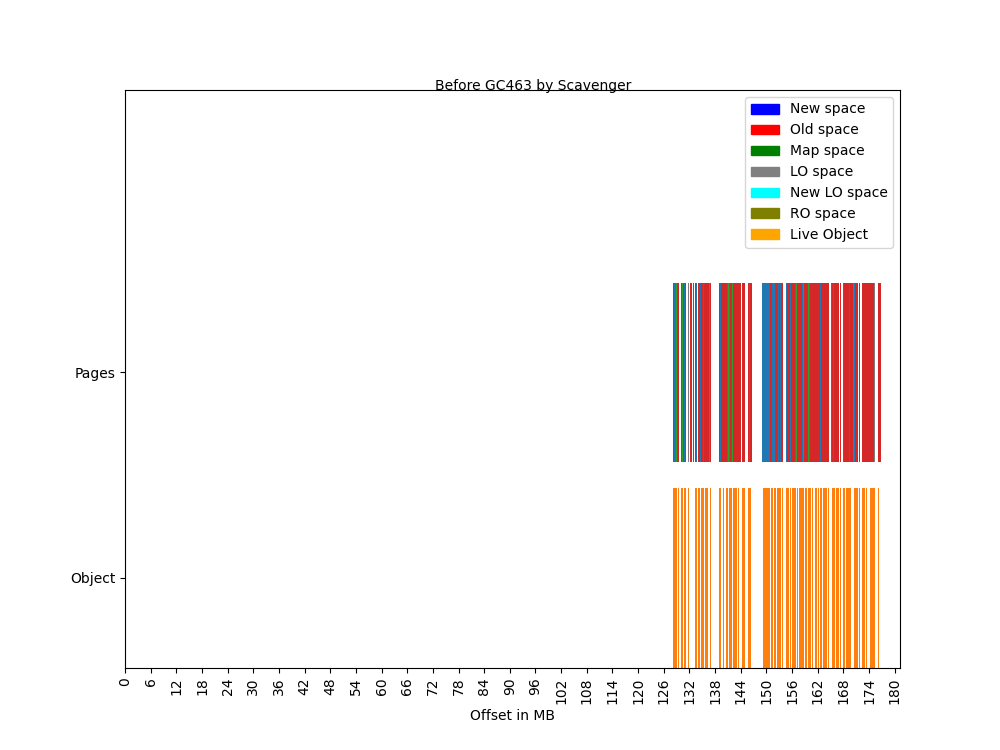 Before GC463 by Scavenger
New space
Old space
Map space
LO space
New LO space
RO space
Live Object
Pages
Object
0 6 12 18 24 30 36 42 48 54 60 66 72 78 84 90 96 102 108 114 120 126 132 138 144 150 156 162 168 174 180
Offset in MB